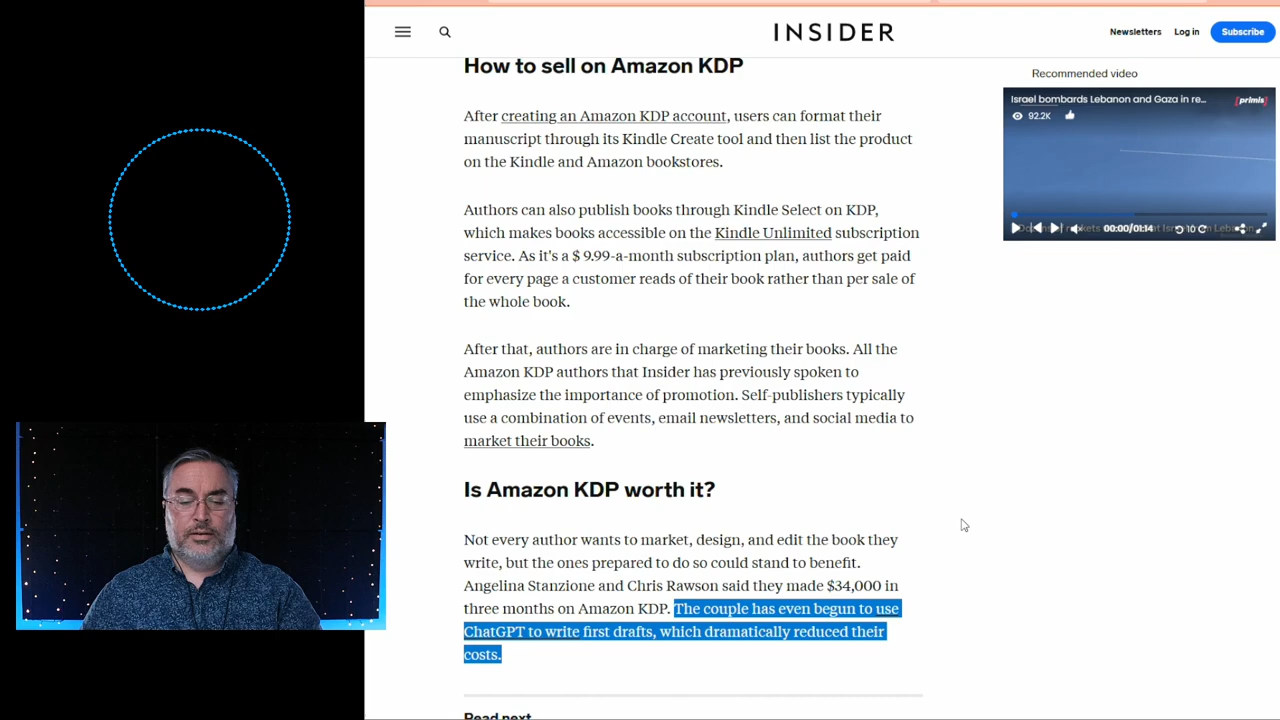 INSIDER
Newsletters
Log in
Subscribe
How to sell on Amazon KDP
After creating an Amazon KDP account, users can format their
manuscript through its Kindle Create tool and then list the product
on the Kindle and Amazon bookstores.
Authors can also publish books through Kindle Select on KDP,
which makes books accessible on the Kindle Unlimited subscription
service. As it's a $ 9.99-a-month subscription plan, authors get paid
for every page a customer reads of their book rather than per sale of
the whole book.
After that, authors are in charge of marketing their books. All the
Amazon KDP authors that Insider has previously spoken to
emphasize the importance of promotion. Self-publishers typically
use a combination of events, email newsletters, and social media to
market their books.
Is Amazon KDP worth it?
Not every author wants to market, design, and edit the book they
write, but the ones prepared to do so could stand to benefit.
Angelina Stanzione and Chris Rawson said they made $34,000 in
three months on Amazon KDP. The couple has even begun to use
ChatGPT to write first drafts, which dramatically reduced their
costs.
Read next
Recommended video
Israel bombards Lebanon and Gaza in re...
[primis]
92.2K
00:00/01:14
10